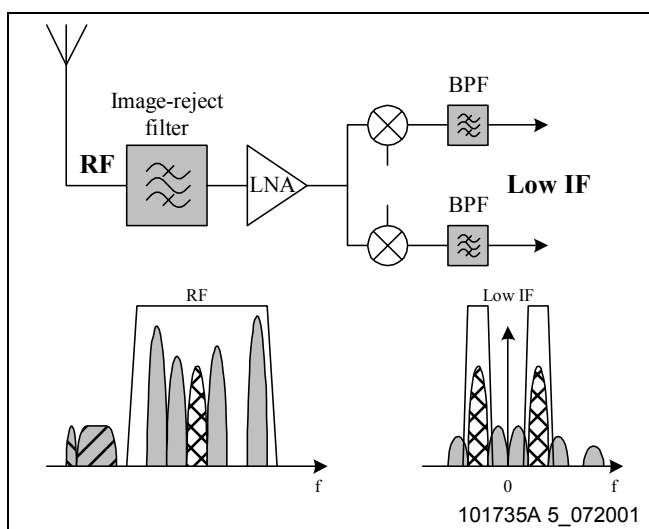 Image-reject
filter
BPF
RF
LNA
Low IF
BPF
RF
Low IF
f
0
f
101735A 5_072001